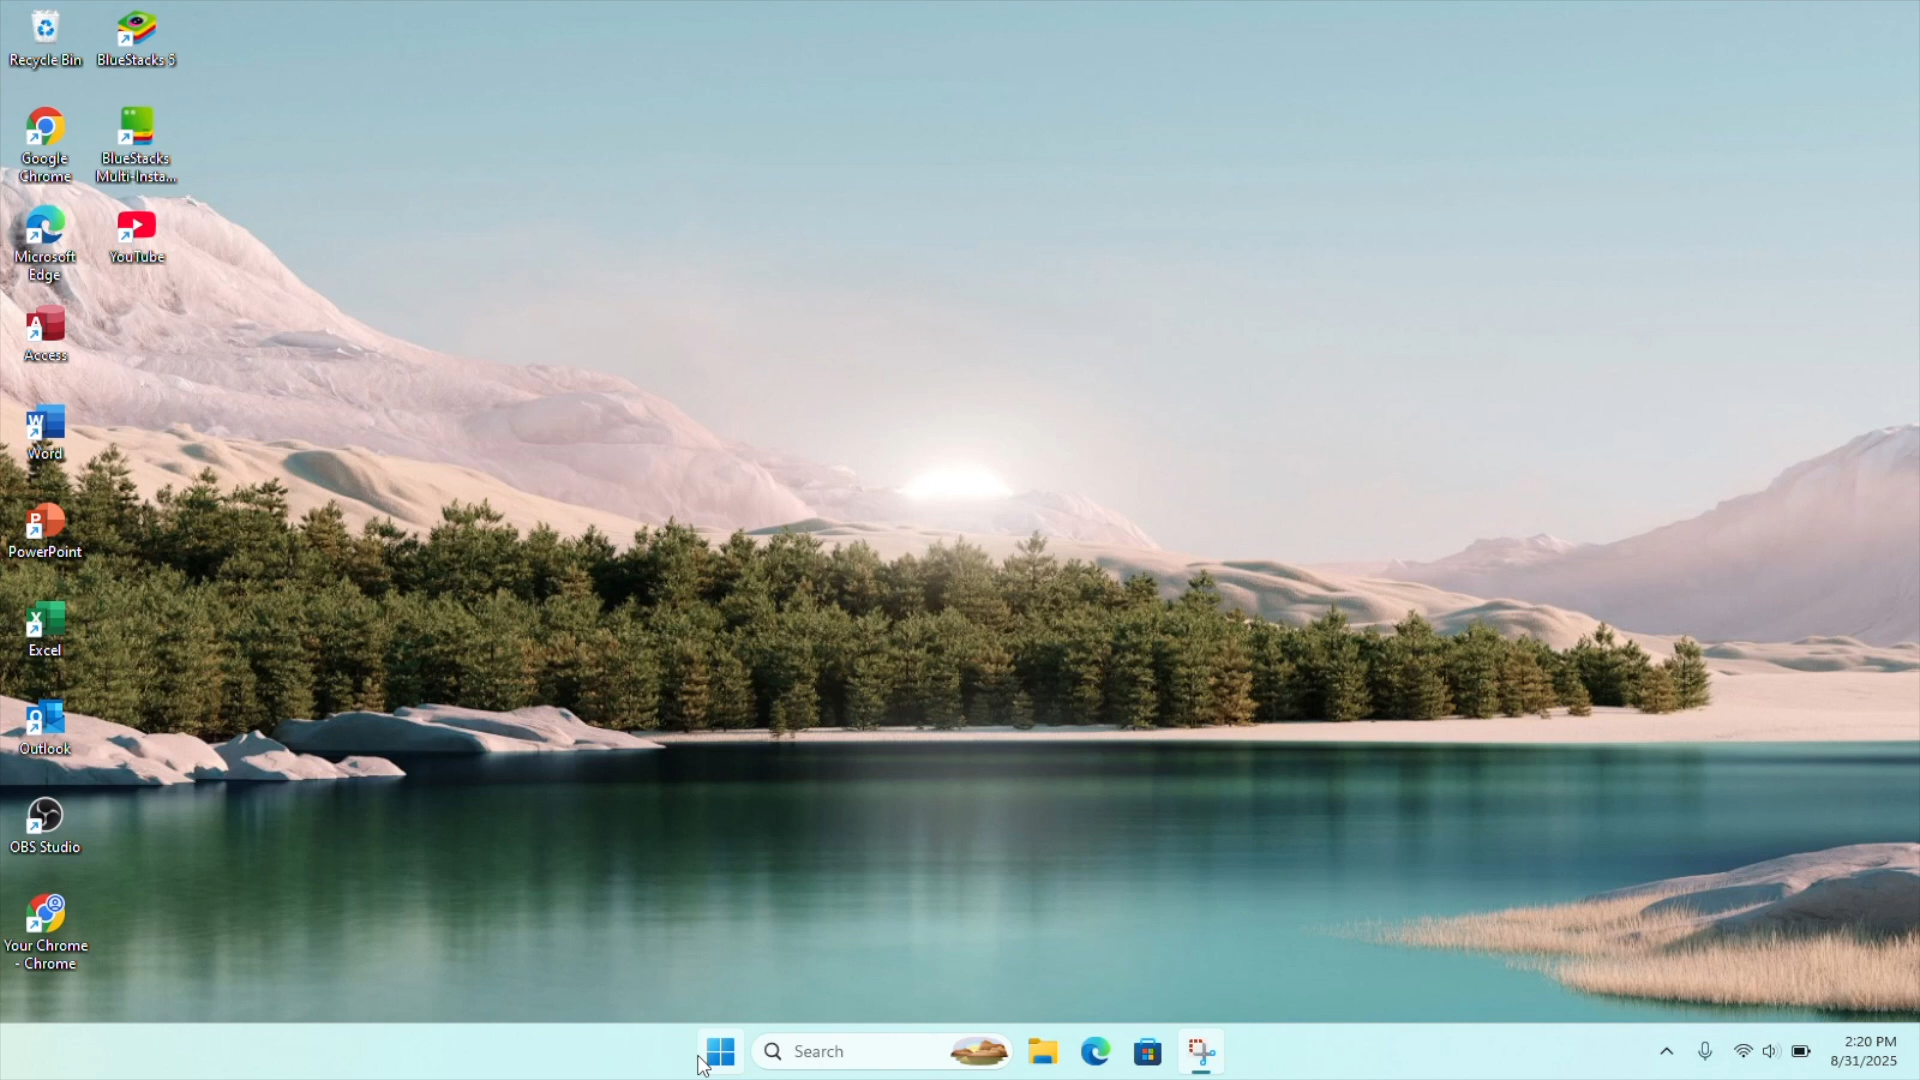 Recycle Bin
BlueStacks 5
Google
Chrome
BlueStacks
Multi-Insta...
Microsoft
Edge
YouTube
Access
Word
PowerPoint
Excel
Outlook
OBS Studio
Your Chrome
- Chrome
Search
2:20 PM
8/31/2025